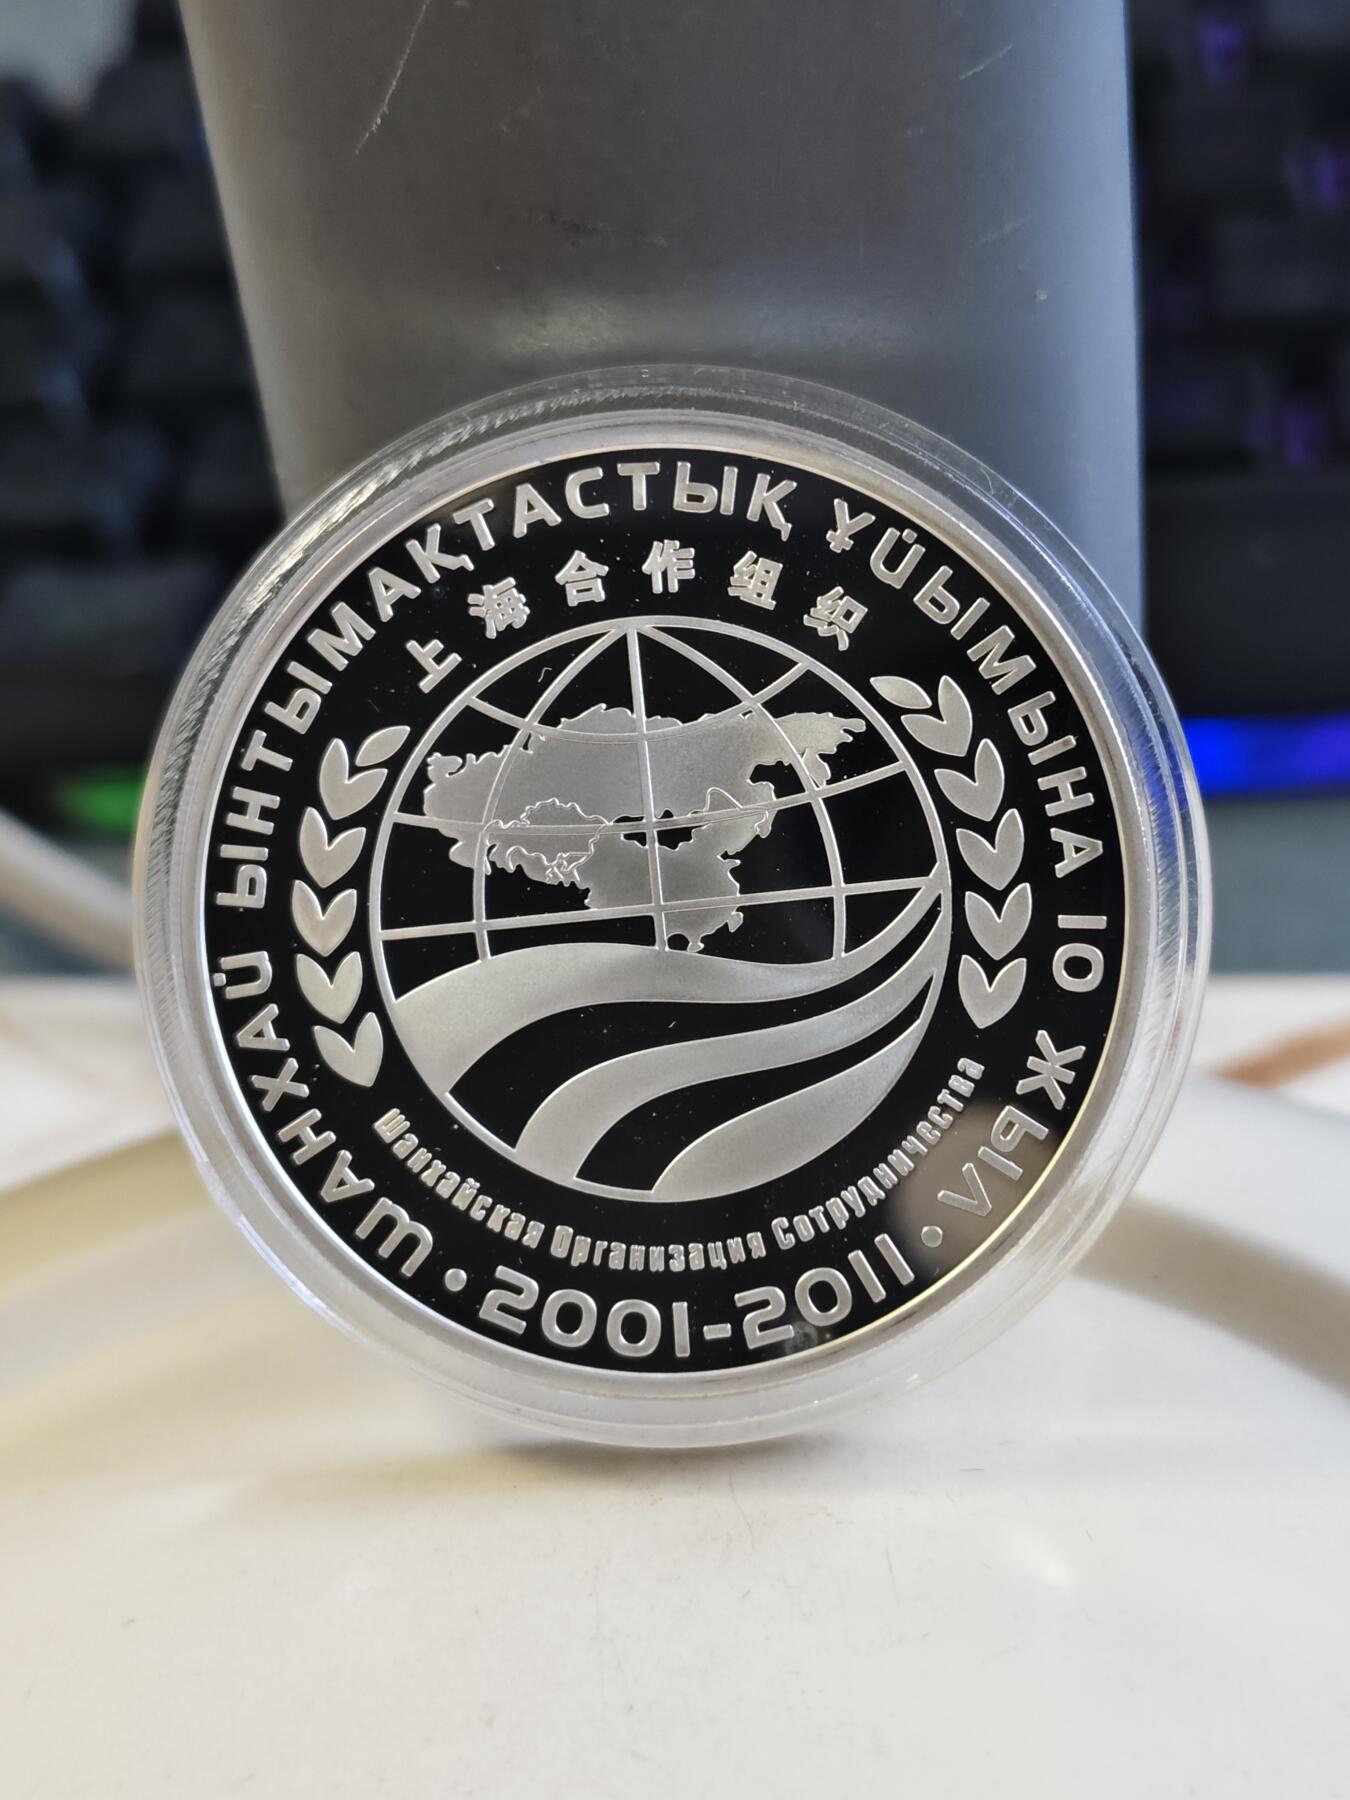 ШАНХАЙ ЫНТЫМАҚТАСТЫҚ ҰЙЫМЫНА 10 ЖЫЛ
上海合作组织
Шанхайская Организация Сотрудничества
• 2001-2011 •